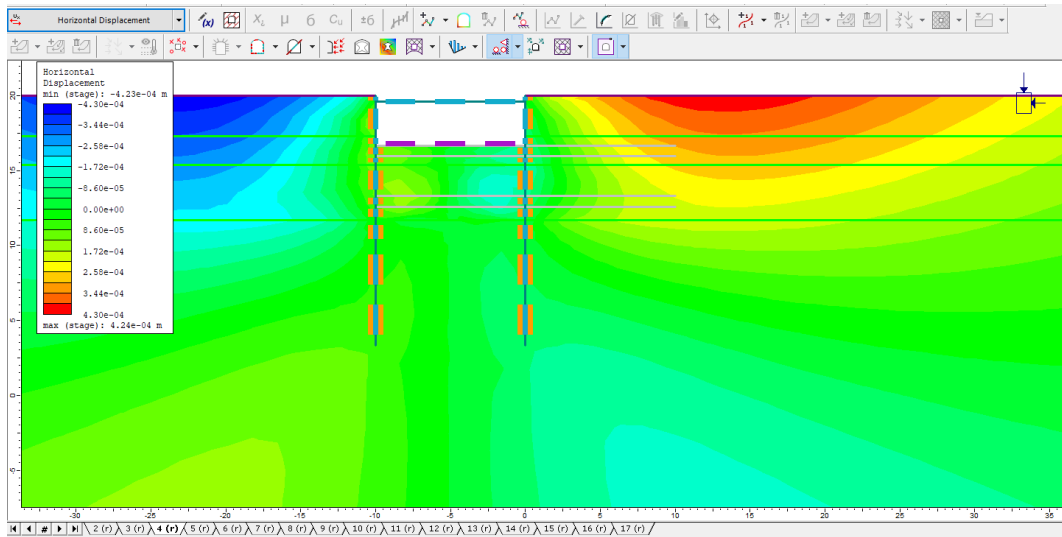 Horizontal Displacement
f(x)
X₁ μ б Cᵤ ±б
Horizontal
Displacement
min (stage): -4.23e-04 m
-4.30e-04
-3.44e-04
-2.58e-04
-1.72e-04
-8.60e-05
0.00e+00
8.60e-05
1.72e-04
2.58e-04
3.44e-04
4.30e-04
max (stage): 4.24e-04 m
20
15
10
5
0
-5
-30 -25 -20 -15 -10 -5 0 5 10 15 20 25 30 35
# 2 (r) 3 (r) 4 (r) 5 (r) 6 (r) 7 (r) 8 (r) 9 (r) 10 (r) 11 (r) 12 (r) 13 (r) 14 (r) 15 (r) 16 (r) 17 (r)